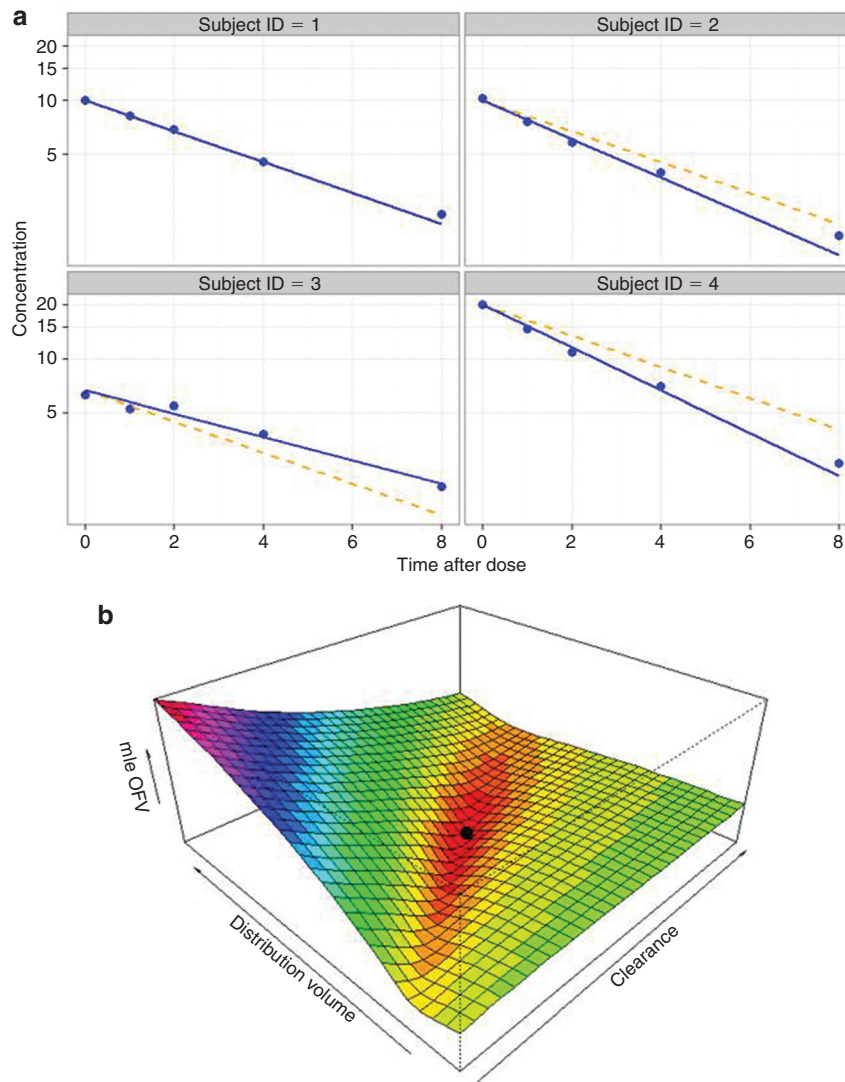 a
Subject ID = 1
Subject ID = 2
20
15
10
5
Concentration
Subject ID = 3
Subject ID = 4
20
15
10
5
0 2 4 6 8 0 2 4 6 8
Time after dose
b
mle OFV
Distribution volume
Clearance